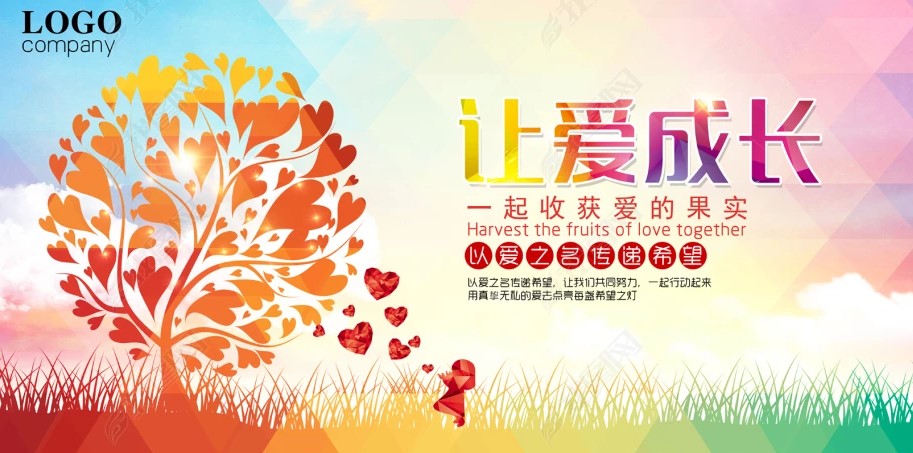 LOGO
company
让爱成长
一起收获爱的果实
Harvest the fruits of love together
以爱之名传递希望
以爱之名传递希望，让我们共同努力，一起行动起来
用真挚无私的爱去点亮每盏希望之灯